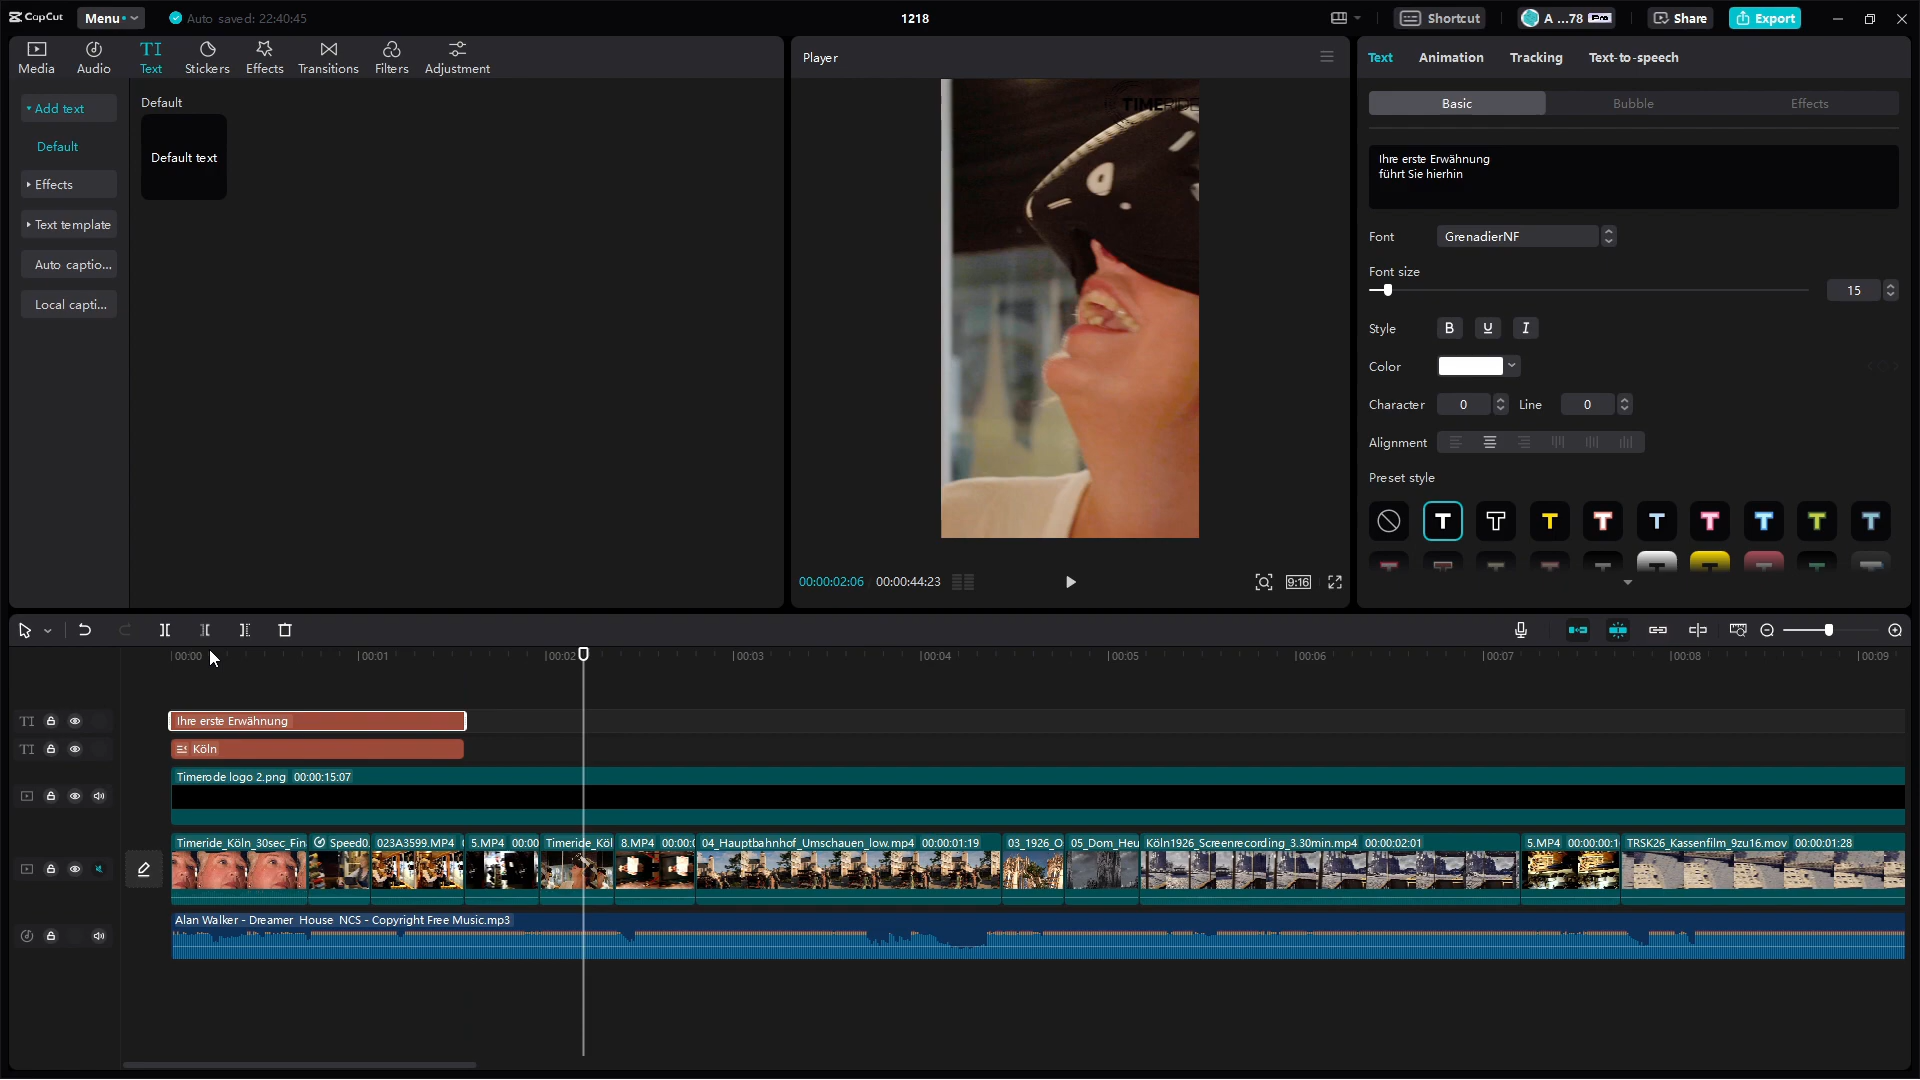 CapCut
Menu
Auto saved: 22:40:45
1218
Shortcut
A ...78 Pro
Share
Export
Media
Audio
TI Text
Stickers
Effects
Transitions
Filters
Adjustment
Add text
Default
Effects
Text template
Auto captio...
Local capti...
Default
Default text
Player
TIMERIDE
00:00:02:06
00:00:44:23
9:16
Text
Animation
Tracking
Text-to-speech
Basic
Bubble
Effects
Ihre erste Erwähnung
führt Sie hierhin
Font
GrenadierNF
Font size
15
Style
B U I
Color
Character
0
Line
0
Alignment
Preset style
T T T T T T T T T
00:00
00:01
00:02
00:03
00:04
00:05
00:06
00:07
00:08
00:09
TI
Ihre erste Erwähnung
TI
Köln
Timerode logo 2.png 00:00:15:07
Timeride_Köln_30sec_Fin
Speed0.
023A3599.MP4
5.MP4 00:00
Timeride_Köl
8.MP4 00:00:0
04_Hauptbahnhof_Umschauen_low.mp4 00:00:01:19
03_1926_O
05_Dom_Heu
Köln1926_Screenrecording_3.30min.mp4 00:00:02:01
5.MP4 00:00:00:1
TRSK26_Kassenfilm_9zu16.mov 00:00:01:28
Alan Walker - Dreamer House NCS - Copyright Free Music.mp3